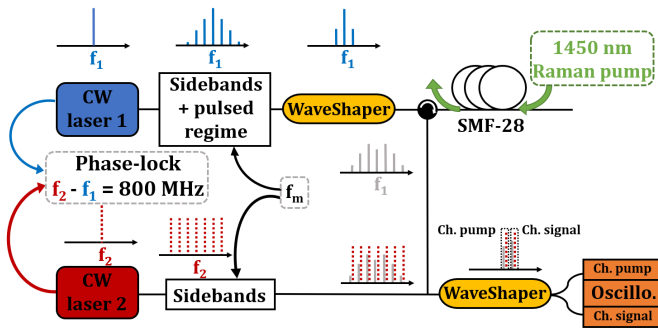 f₁
f₁
f₁
1450 nm
Raman pump
CW
laser 1
Sidebands
+ pulsed
regime
WaveShaper
SMF-28
Phase-lock
f₂ - f₁ = 800 MHz
fₘ
f₁
f₂
f₂
Ch. pump
Ch. signal
CW
laser 2
Sidebands
WaveShaper
Ch. pump
Oscillo.
Ch. signal